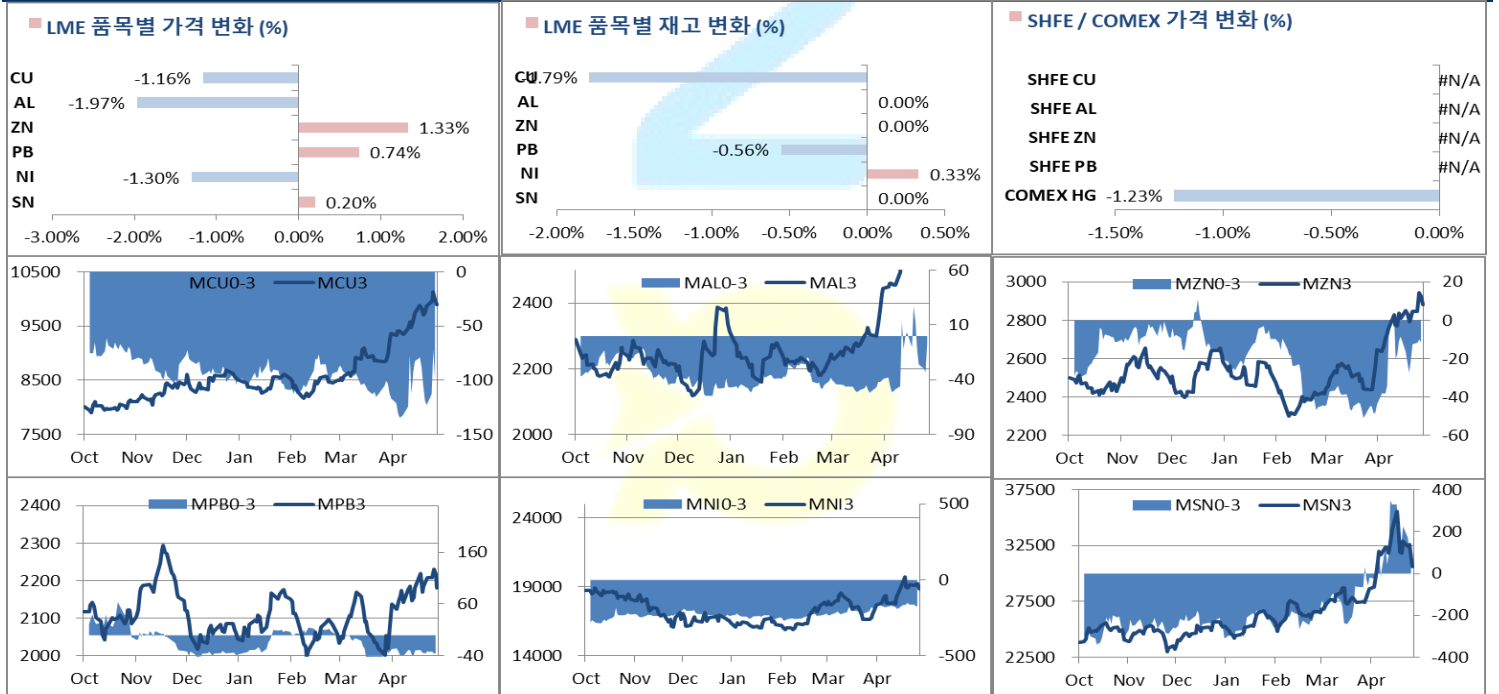 LME 품목별 가격 변화 (%)
CU -1.16%
AL -1.97%
ZN 1.33%
PB 0.74%
NI -1.30%
SN 0.20%
-3.00% -2.00% -1.00% 0.00% 1.00% 2.00%
LME 품목별 재고 변화 (%)
CU .79%
AL 0.00%
ZN 0.00%
PB -0.56%
NI 0.33%
SN 0.00%
-2.00% -1.50% -1.00% -0.50% 0.00% 0.50%
SHFE / COMEX 가격 변화 (%)
SHFE CU #N/A
SHFE AL #N/A
SHFE ZN #N/A
SHFE PB #N/A
COMEX HG -1.23%
-1.50% -1.00% -0.50% 0.00%
MCU0-3 MCU3
10500 0
9500 -50
8500 -100
7500 -150
Oct Nov Dec Jan Feb Mar Apr
MAL0-3 MAL3
60
2400
10
2200 -40
2000 -90
Oct Nov Dec Jan Feb Mar Apr
MZN0-3 MZN3
3000 20
2800 0
2600 -20
2400 -40
2200 -60
Oct Nov Dec Jan Feb Mar Apr
MPB0-3 MPB3
2400
2300 160
2200
2100 60
2000 -40
Oct Nov Dec Jan Feb Mar Apr
MNI0-3 MNI3
24000 500
19000 0
14000 -500
Oct Nov Dec Jan Feb Mar Apr
MSN0-3 MSN3
37500 400
32500 200
0
27500 -200
22500 -400
Oct Nov Dec Jan Feb Mar Apr